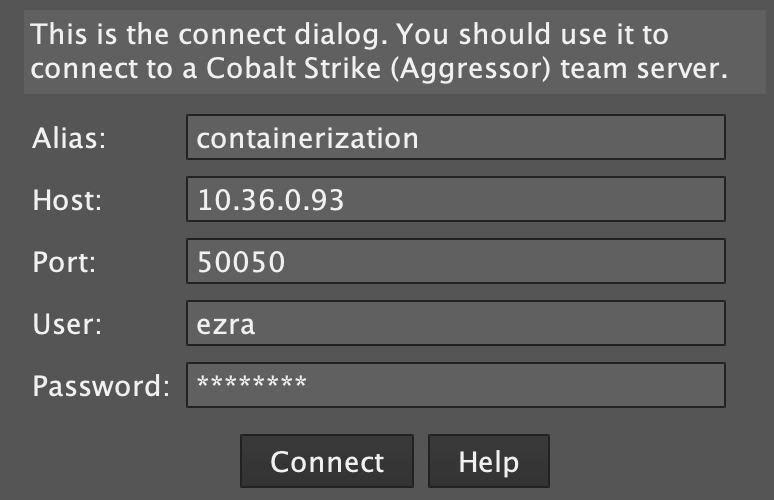 This is the connect dialog. You should use it to
connect to a Cobalt Strike (Aggressor) team server.
Alias: containerization
Host: 10.36.0.93
Port: 50050
User: ezra
Password: ********
Connect Help